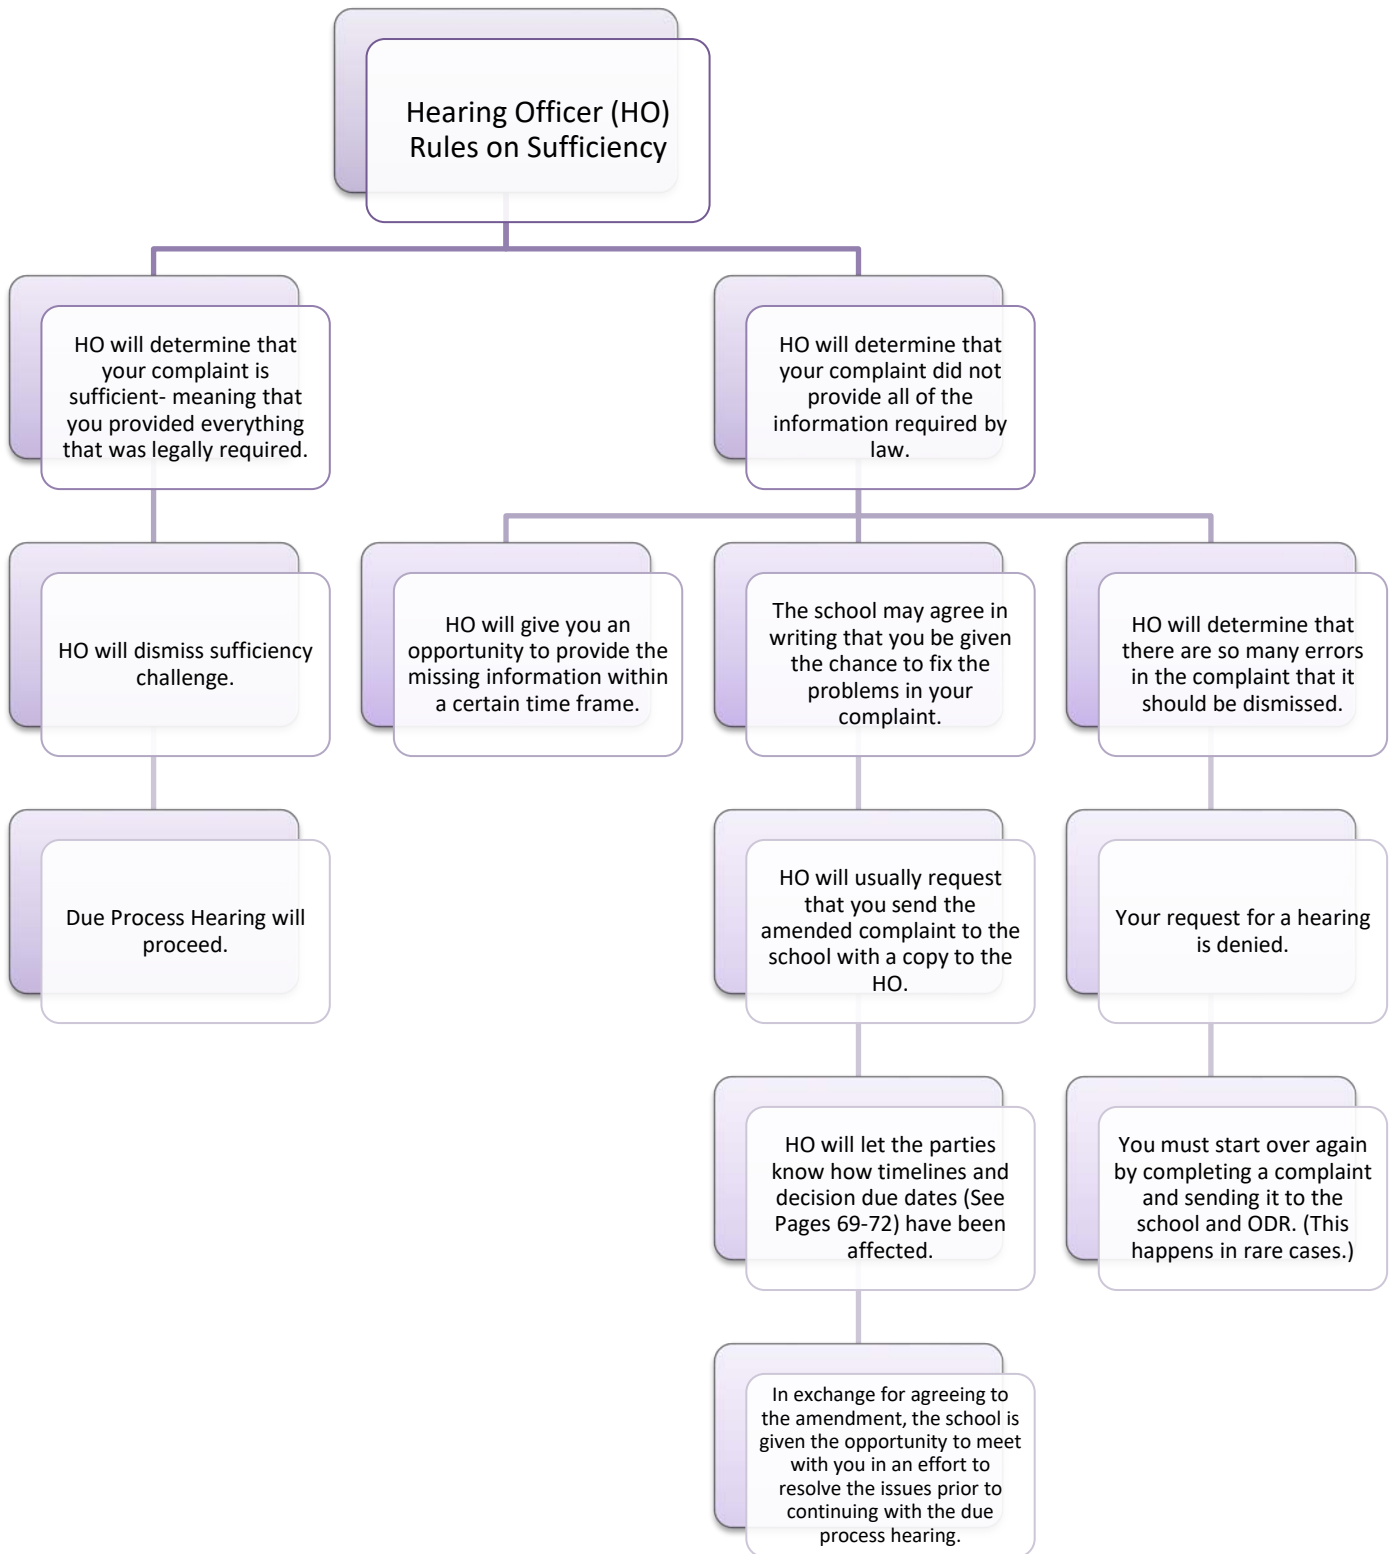 Hearing Officer (HO)
Rules on Sufficiency
HO will determine that
your complaint is
sufficient- meaning that
you provided everything
that was legally required.
HO will dismiss sufficiency
challenge.
Due Process Hearing will
proceed.
HO will determine that
your complaint did not
provide all of the
information required by
law.
HO will give you an
opportunity to provide the
missing information within
a certain time frame.
The school may agree in
writing that you be given
the chance to fix the
problems in your
complaint.
HO will usually request
that you send the
amended complaint to the
school with a copy to the
HO.
HO will let the parties
know how timelines and
decision due dates (See
Pages 69-72) have been
affected.
In exchange for agreeing to
the amendment, the school is
given the opportunity to meet
with you in an effort to
resolve the issues prior to
continuing with the due
process hearing.
HO will determine that
there are so many errors
in the complaint that it
should be dismissed.
Your request for a hearing
is denied.
You must start over again
by completing a complaint
and sending it to the
school and ODR. (This
happens in rare cases.)